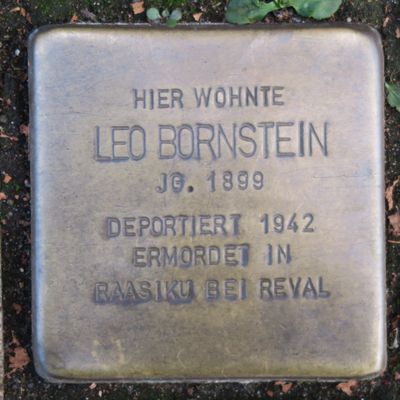 HIER WOHNTE
LEO BORNSTEIN
JG. 1899
DEPORTIERT 1942
ERMORDET IN
RAASIKU BEI REVAL